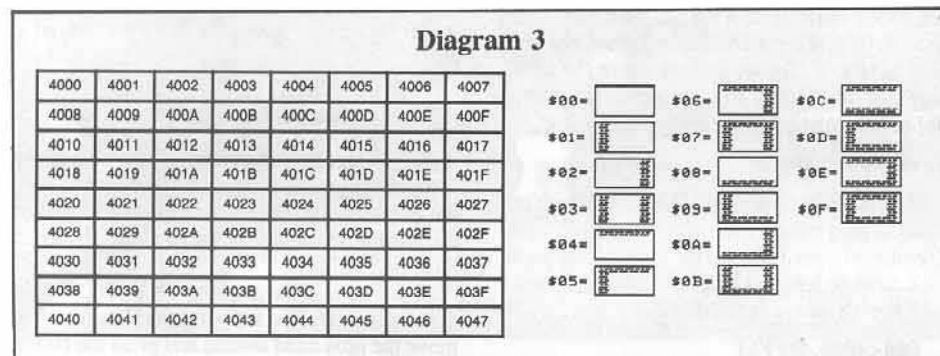 Diagram 3
4000 4001 4002 4003 4004 4005 4006 4007
4008 4009 400A 400B 400C 400D 400E 400F
4010 4011 4012 4013 4014 4015 4016 4017
4018 4019 401A 401B 401C 401D 401E 401F
4020 4021 4022 4023 4024 4025 4026 4027
4028 4029 402A 402B 402C 402D 402E 402F
4030 4031 4032 4033 4034 4035 4036 4037
4038 4039 403A 403B 403C 403D 403E 403F
4040 4041 4042 4043 4044 4045 4046 4047
$00= $06= $0C=
$01= $07= $0D=
$02= $08= $0E=
$03= $09= $0F=
$04= $0A=
$05= $0B=